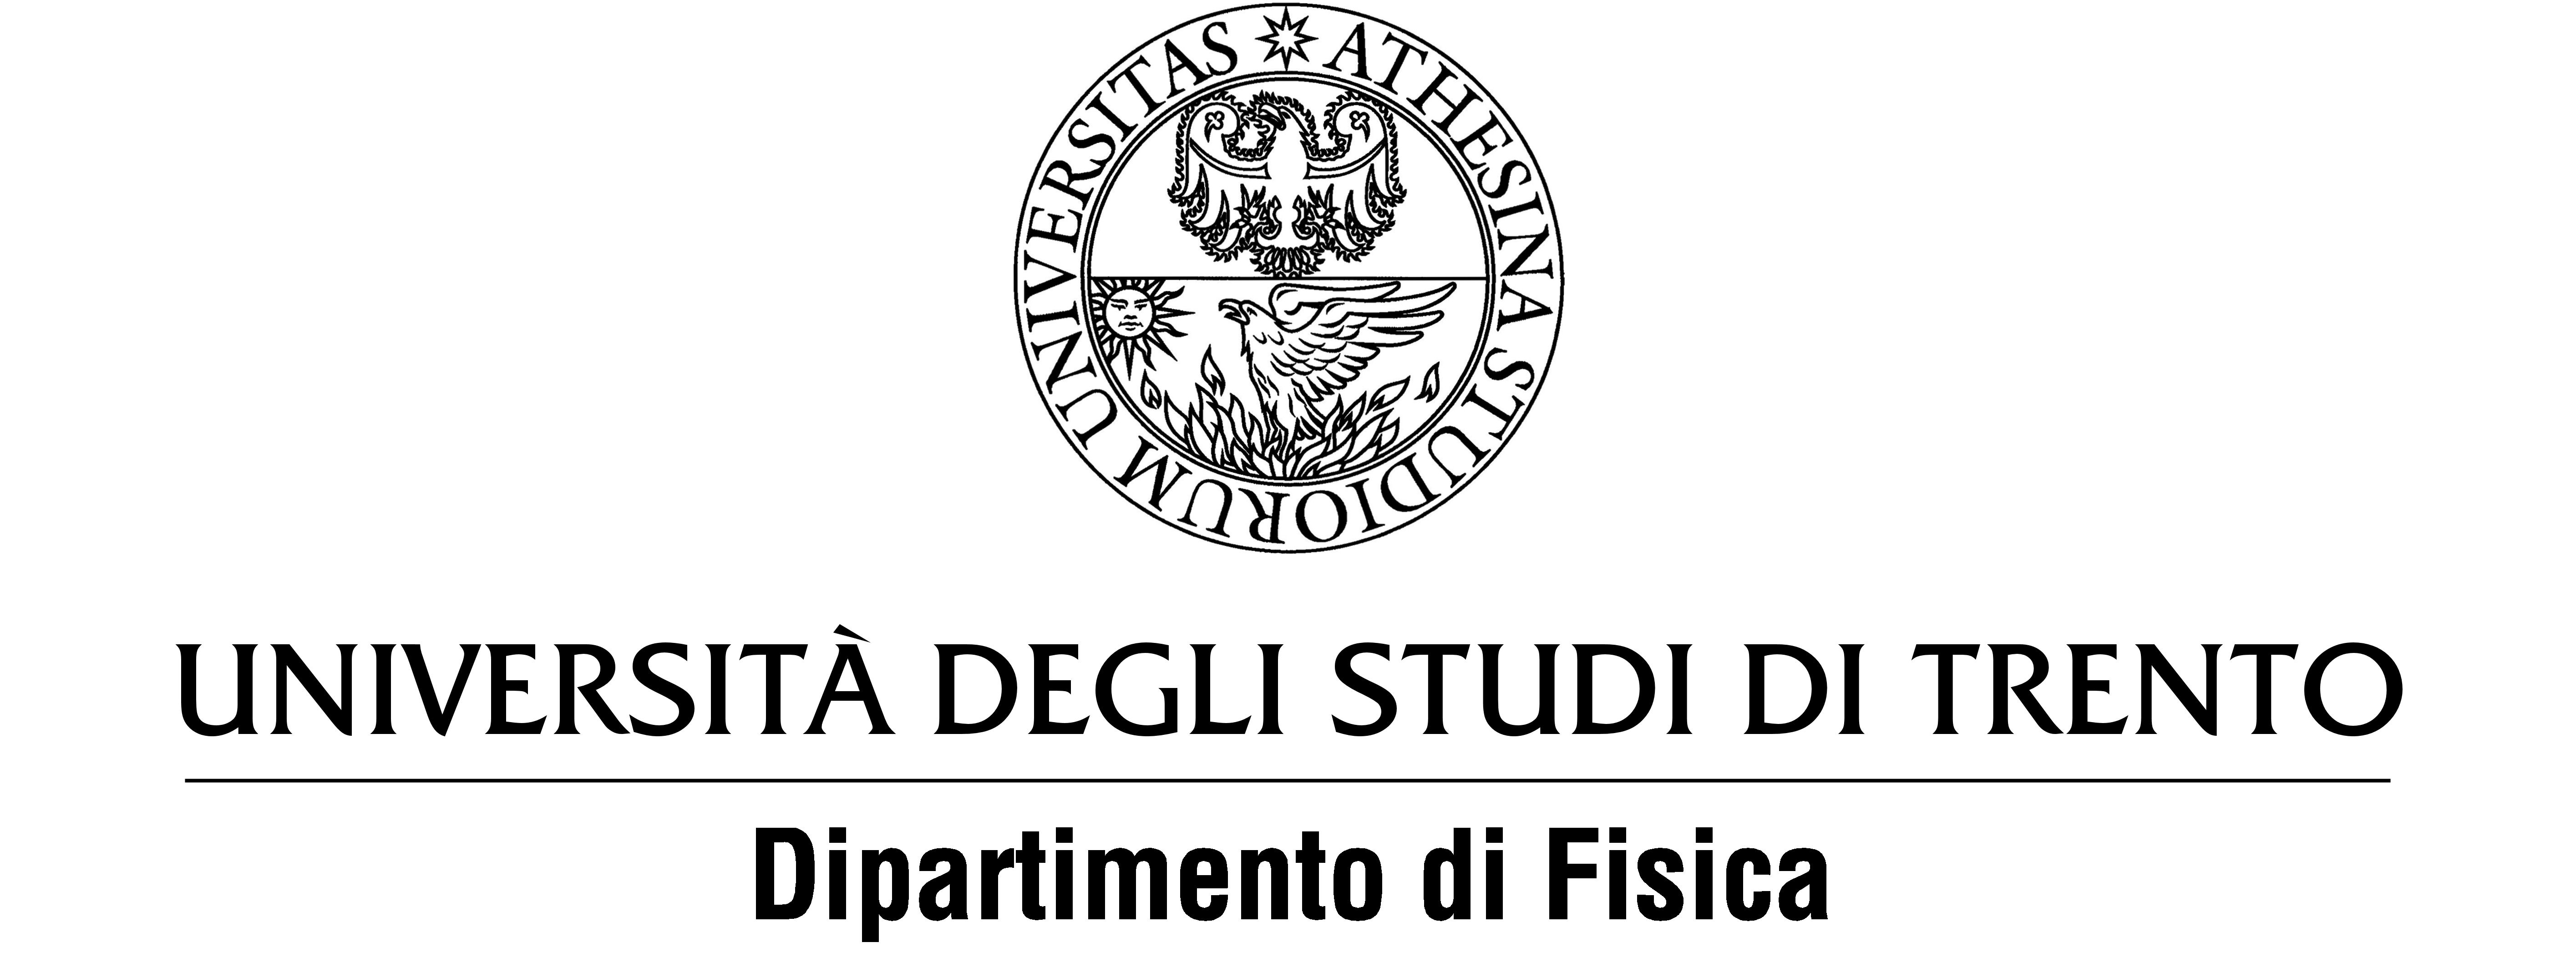 UNIVERSITAS ATHESINA STUDIORUM
UNIVERSITÀ DEGLI STUDI DI TRENTO
Dipartimento di Fisica